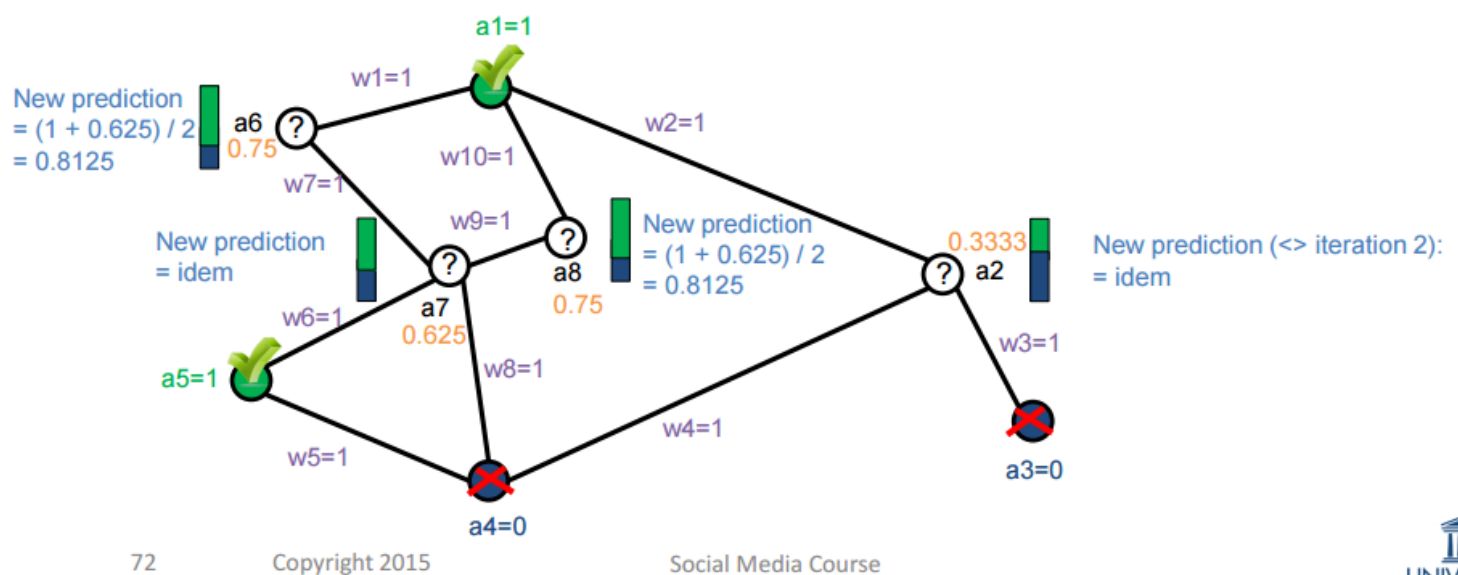 a1=1
w1=1
New prediction
= (1 + 0.625) / 2
= 0.8125
a6
?
0.75
w2=1
w10=1
w7=1
w9=1
New prediction
= idem
?
a7
0.625
?
a8
0.75
New prediction
= (1 + 0.625) / 2
= 0.8125
0.3333
?
a2
New prediction (<> iteration 2):
= idem
w6=1
w8=1
w3=1
a5=1
w4=1
w5=1
a3=0
a4=0
72
Copyright 2015
Social Media Course